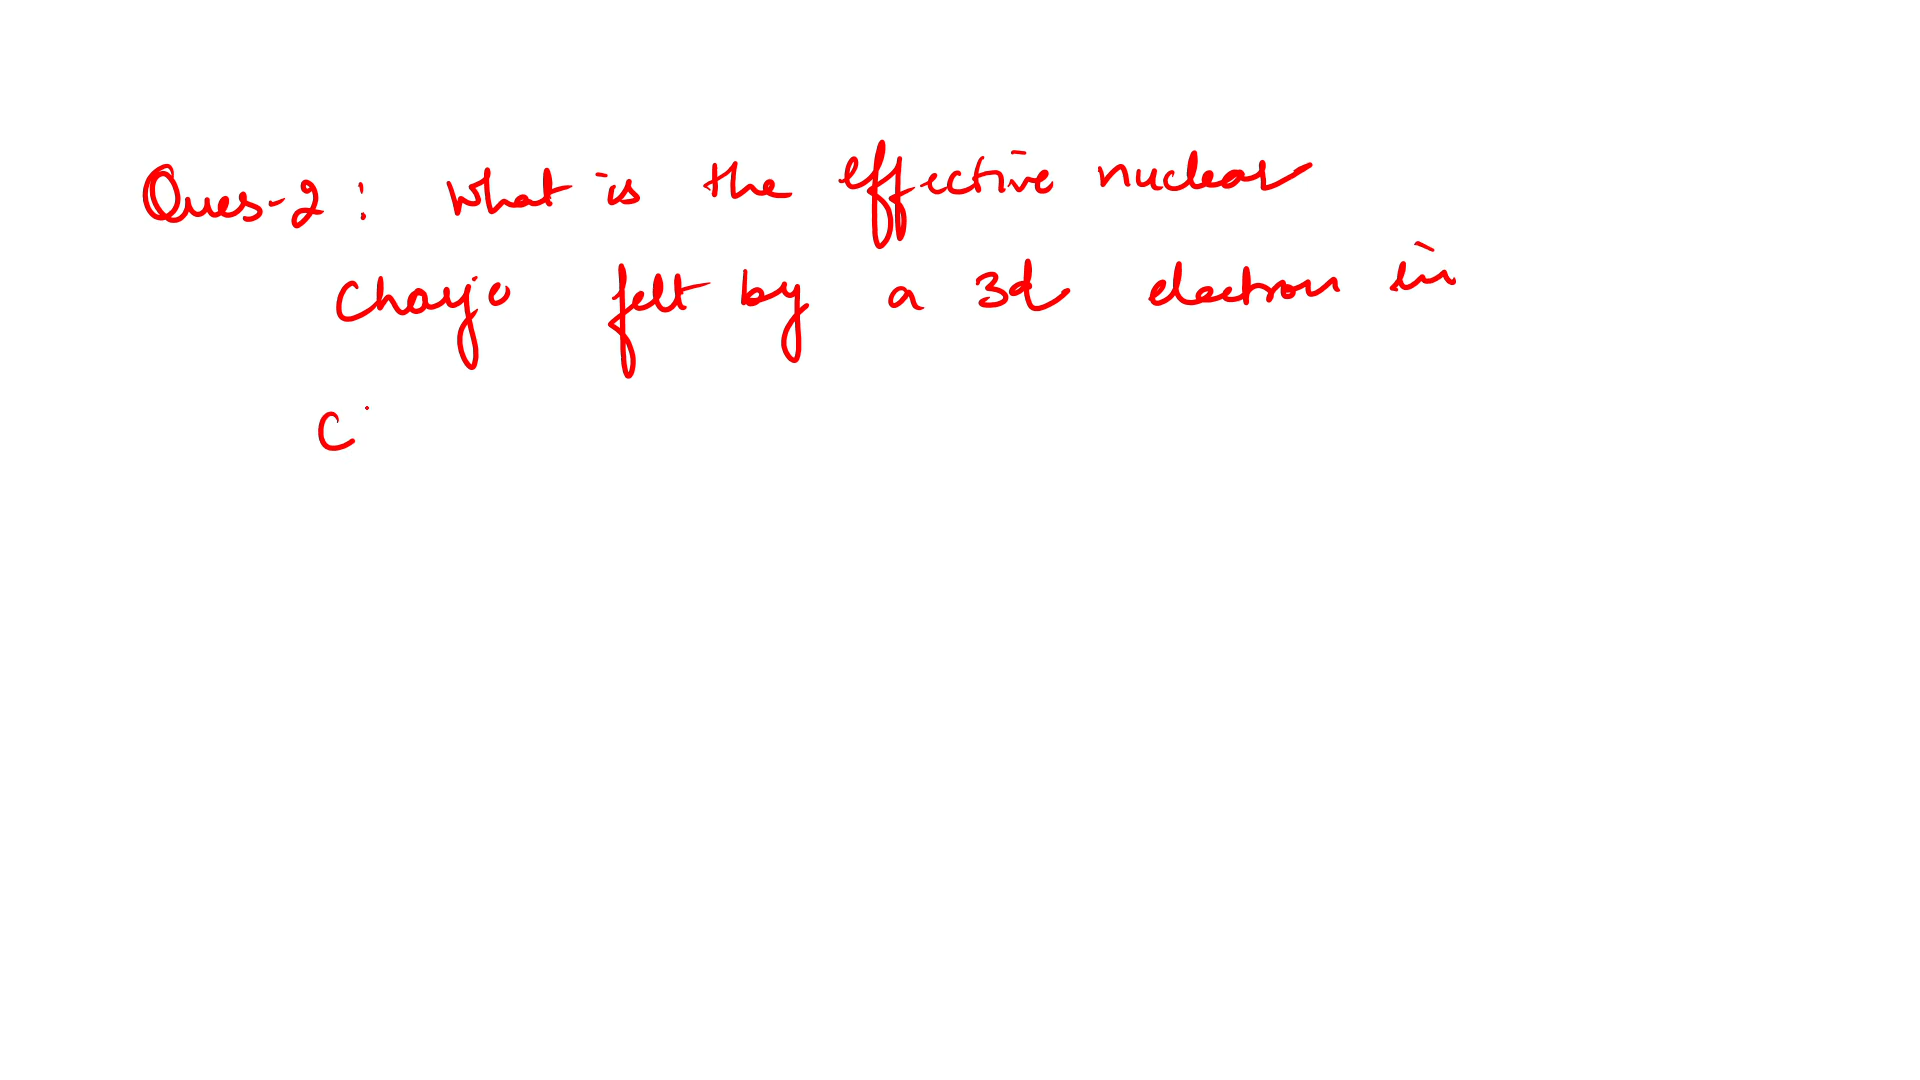 Ques-2: What is the effective nuclear
Charge felt by a 3d electron in
C